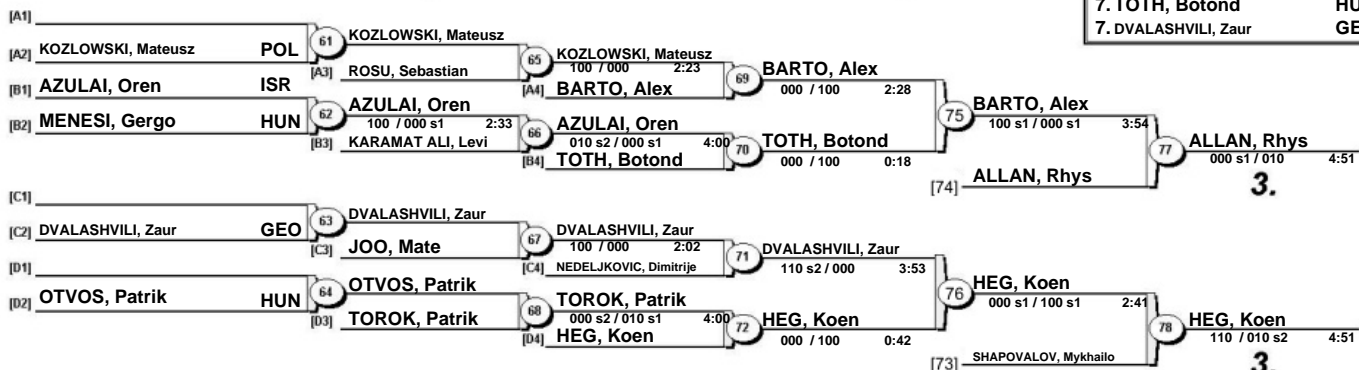 7. TOTH, Botond HU
7. DVALASHVILI, Zaur GE
[A1]
[A2] KOZLOWSKI, Mateusz POL
61 KOZLOWSKI, Mateusz
[A3] ROSU, Sebastian
65 KOZLOWSKI, Mateusz
100 / 000 2:23
[A4] BARTO, Alex
69 BARTO, Alex
000 / 100 2:28
[B1] AZULAI, Oren ISR
[B2] MENESI, Gergo HUN
62 AZULAI, Oren
100 / 000 s1 2:33
[B3] KARAMAT ALI, Levi
66 AZULAI, Oren
010 s2 / 000 s1 4:00
[B4] TOTH, Botond
70 TOTH, Botond
000 / 100 0:18
75 BARTO, Alex
100 s1 / 000 s1 3:54
[74] ALLAN, Rhys
77 ALLAN, Rhys
000 s1 / 010 4:51
3.
[C1]
[C2] DVALASHVILI, Zaur GEO
63 DVALASHVILI, Zaur
[C3] JOO, Mate
67 DVALASHVILI, Zaur
100 / 000 2:02
[C4] NEDELJKOVIC, Dimitrije
71 DVALASHVILI, Zaur
110 s2 / 000 3:53
[D1]
[D2] OTVOS, Patrik HUN
64 OTVOS, Patrik
[D3] TOROK, Patrik
68 TOROK, Patrik
000 s2 / 010 s1 4:00
[D4] HEG, Koen
72 HEG, Koen
000 / 100 0:42
76 HEG, Koen
000 s1 / 100 s1 2:41
[73] SHAPOVALOV, Mykhailo
78 HEG, Koen
110 / 010 s2 4:51
3.